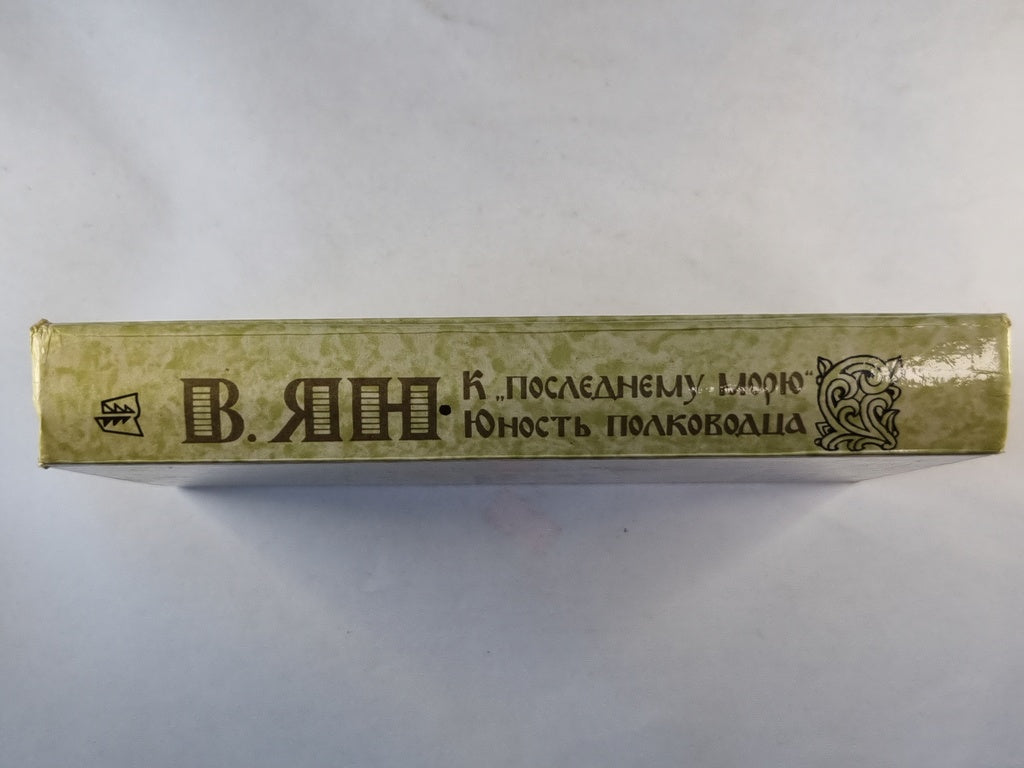 В. ЯН.
К „последнему морю“
Юность полководца